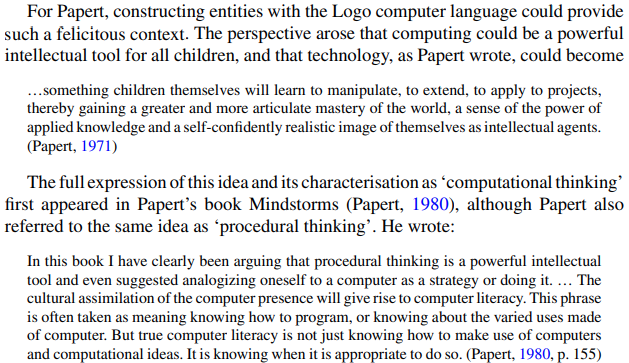 For Papert, constructing entities with the Logo computer language could provide
such a felicitous context. The perspective arose that computing could be a powerful
intellectual tool for all children, and that technology, as Papert wrote, could become
…something children themselves will learn to manipulate, to extend, to apply to projects,
thereby gaining a greater and more articulate mastery of the world, a sense of the power of
applied knowledge and a self-confidently realistic image of themselves as intellectual agents.
(Papert, 1971)
The full expression of this idea and its characterisation as ‘computational thinking’
first appeared in Papert’s book Mindstorms (Papert, 1980), although Papert also
referred to the same idea as ‘procedural thinking’. He wrote:
In this book I have clearly been arguing that procedural thinking is a powerful intellectual
tool and even suggested analogizing oneself to a computer as a strategy or doing it. … The
cultural assimilation of the computer presence will give rise to computer literacy. This phrase
is often taken as meaning knowing how to program, or knowing about the varied uses made
of computer. But true computer literacy is not just knowing how to make use of computers
and computational ideas. It is knowing when it is appropriate to do so. (Papert, 1980, p. 155)